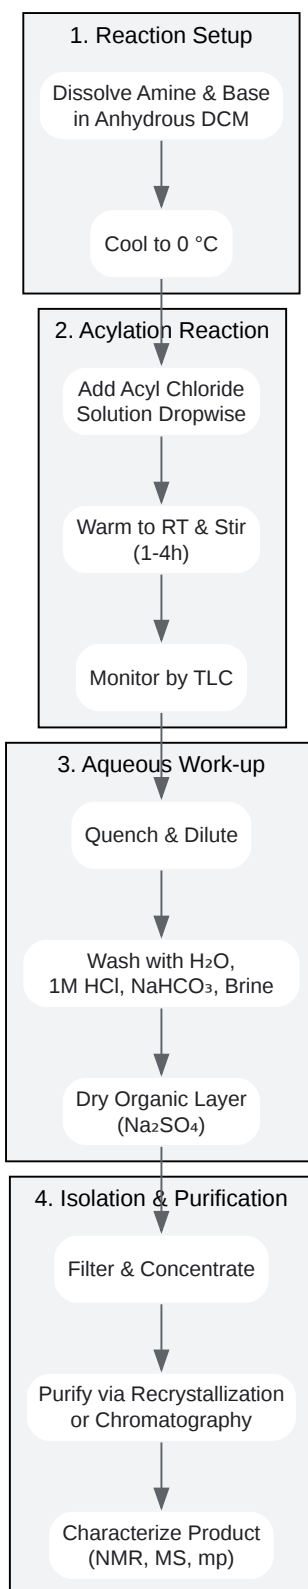 1. Reaction Setup
Dissolve Amine & Base
in Anhydrous DCM
Cool to 0 °C
2. Acylation Reaction
Add Acyl Chloride
Solution Dropwise
Warm to RT & Stir
(1-4h)
Monitor by TLC
3. Aqueous Work-up
Quench & Dilute
Wash with H₂O,
1M HCl, NaHCO₃, Brine
Dry Organic Layer
(Na₂SO₄)
4. Isolation & Purification
Filter & Concentrate
Purify via Recrystallization
or Chromatography
Characterize Product
(NMR, MS, mp)